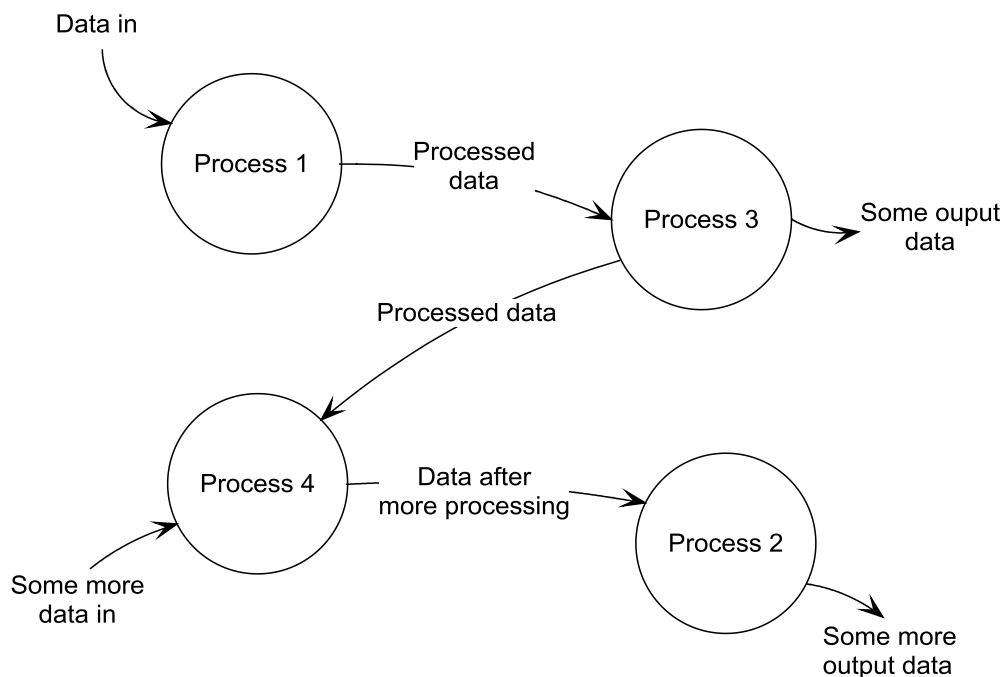 Data in
Process 1
Processed
data
Process 3
Some ouput
data
Processed data
Process 4
Data after
more processing
Process 2
Some more
data in
Some more
output data